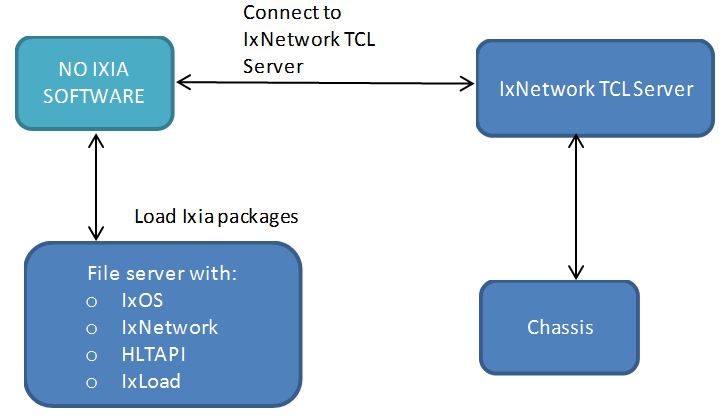 Connect to
IxNetwork TCL
Server
NO IXIA
SOFTWARE
IxNetwork TCL Server
Load Ixia packages
File server with:
o IxOS
o IxNetwork
o HLTAPI
o IxLoad
Chassis